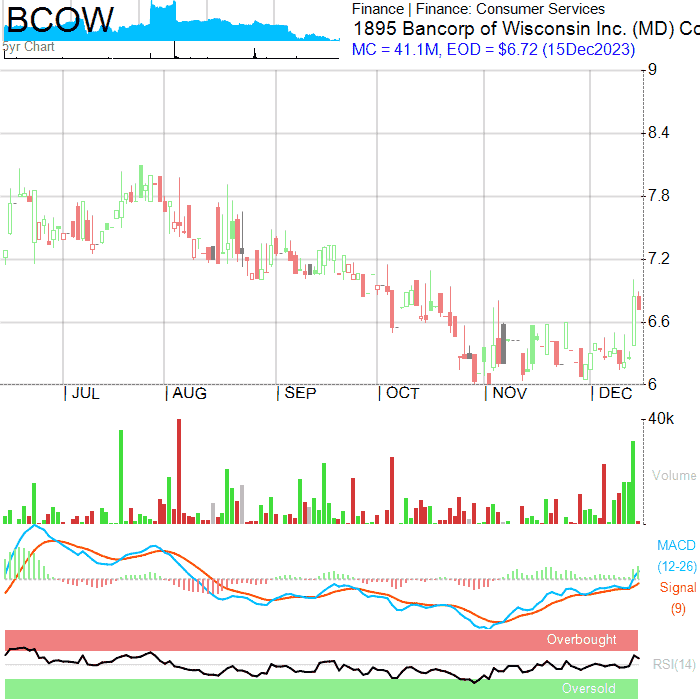 BCOW
Finance | Finance: Consumer Services
1895 Bancorp of Wisconsin Inc. (MD) Co
MC = 41.1M, EOD = $6.72 (15Dec2023)
5yr Chart
9
8.4
7.8
7.2
6.6
6
JUL AUG SEP OCT NOV DEC
40k
Volume
MACD
(12-26)
Signal
(9)
Overbought
RSI(14)
Oversold